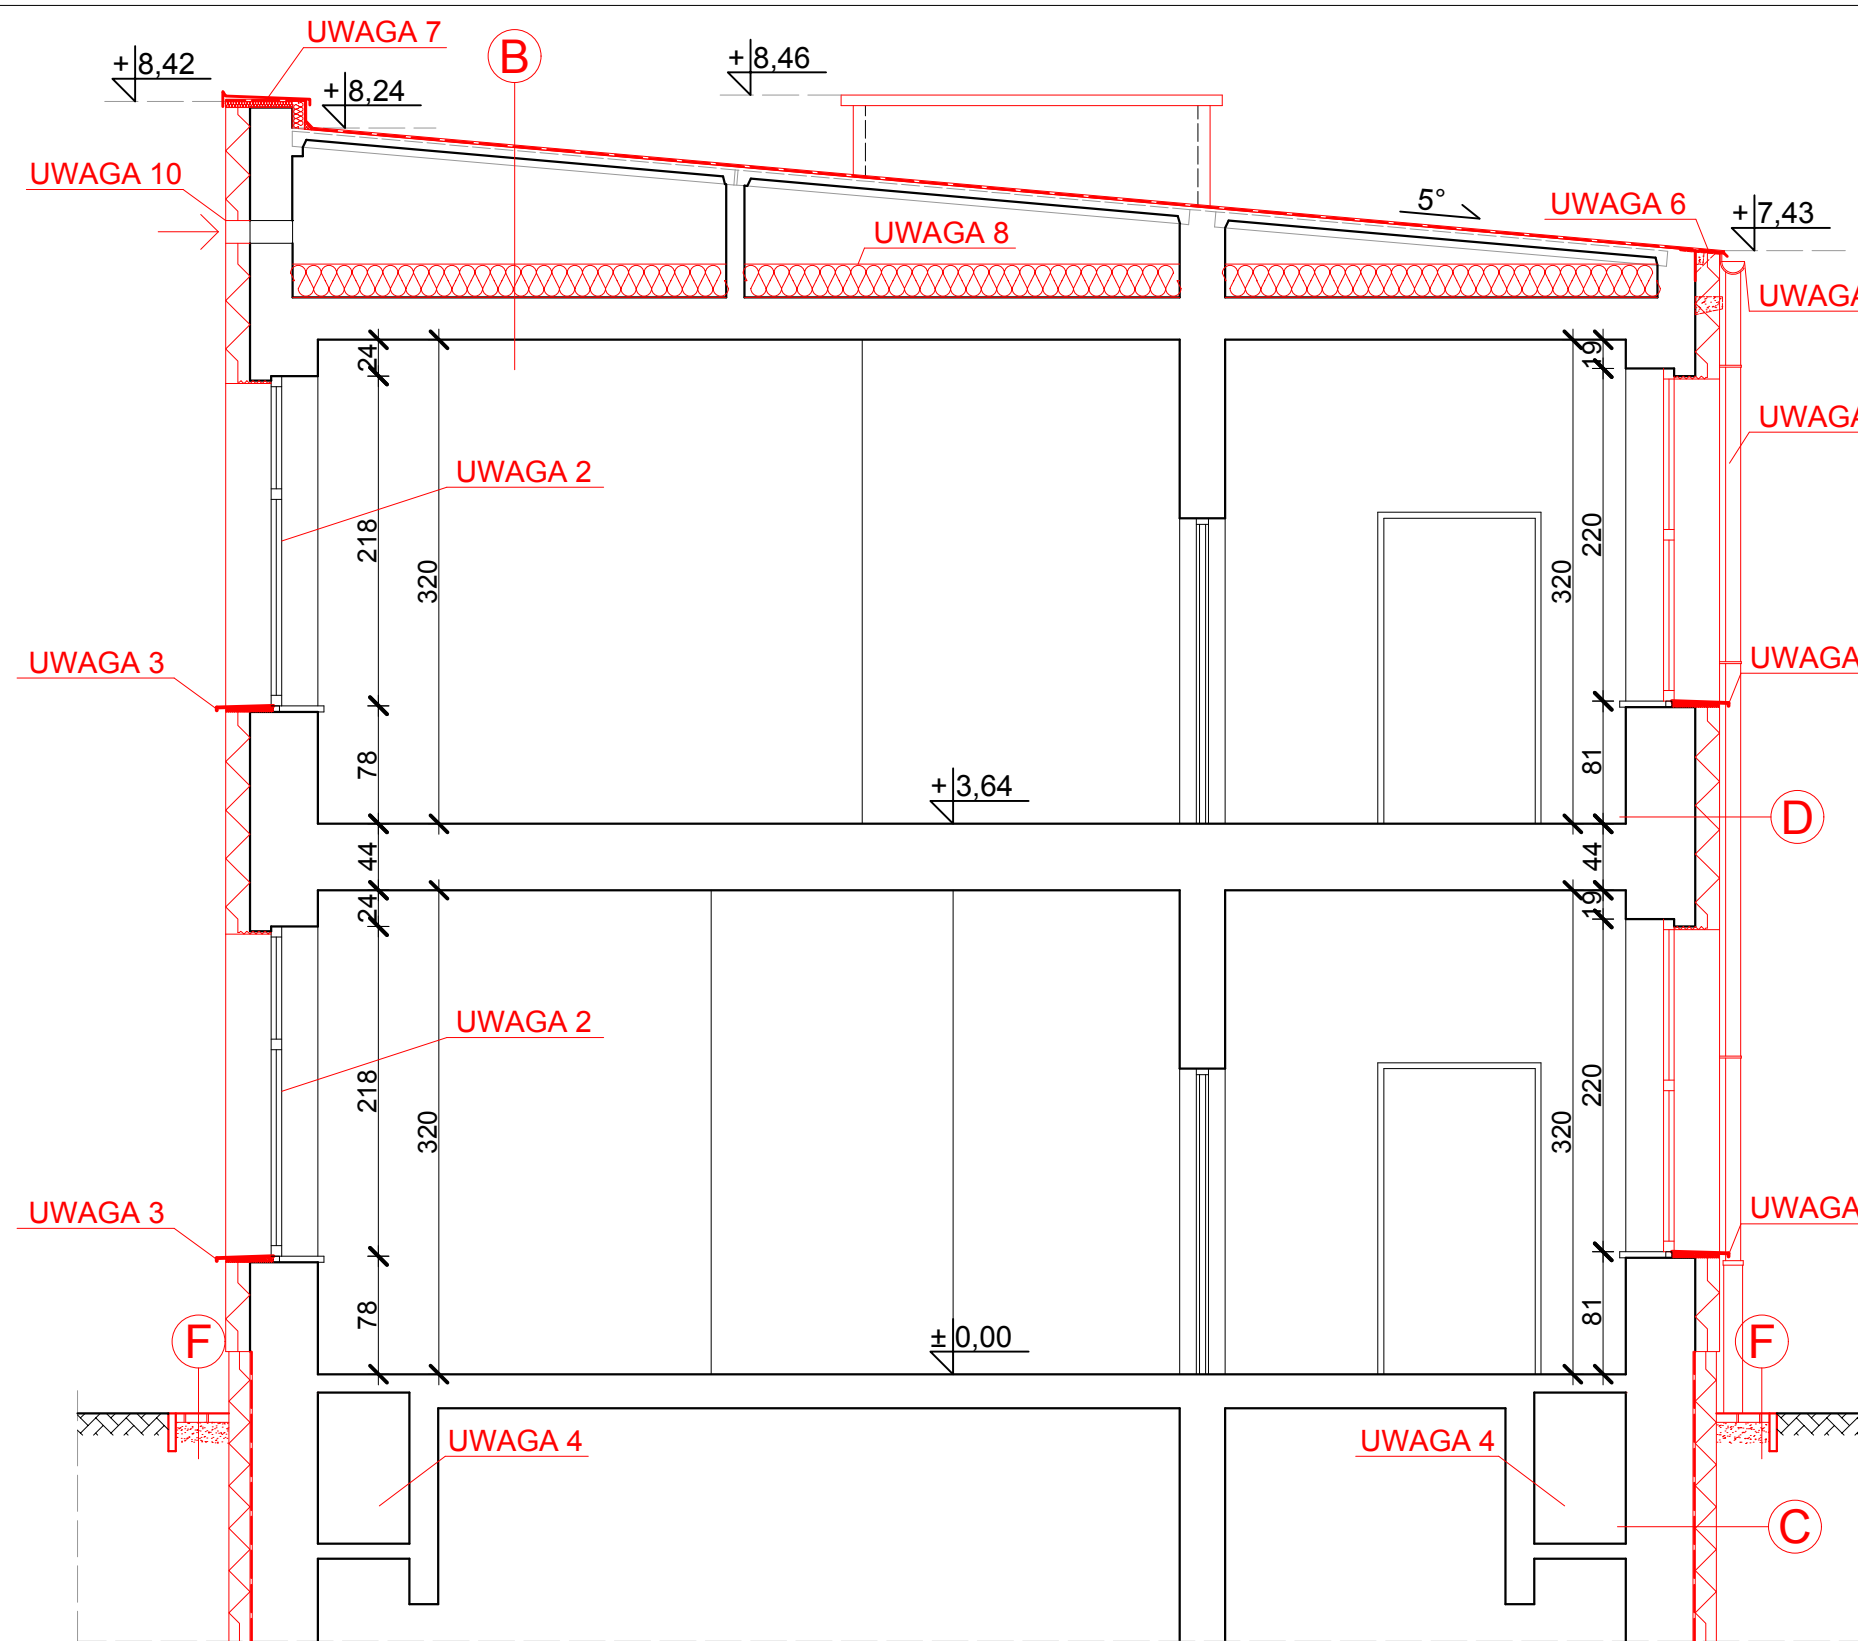 UWAGA 7
B
+8,42
+8,46
+8,24
UWAGA 10
5°
UWAGA 6
+7,43
UWAGA 8
UWAGA
24
19
UWAGA
UWAGA 2
218
320
320
220
UWAGA 3
UWAGA
78
81
+3,64
D
44
44
24
19
UWAGA 2
218
320
320
220
UWAGA 3
UWAGA
78
81
F
±0,00
F
UWAGA 4
UWAGA 4
C